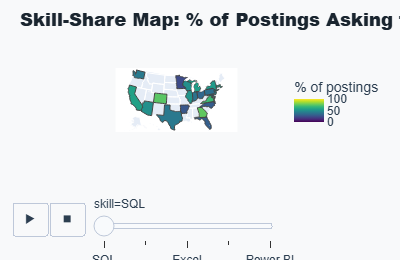 Skill-Share Map: % of Postings Asking
% of postings
100
50
0
skill=SQL
SQL
Excel
Power BI